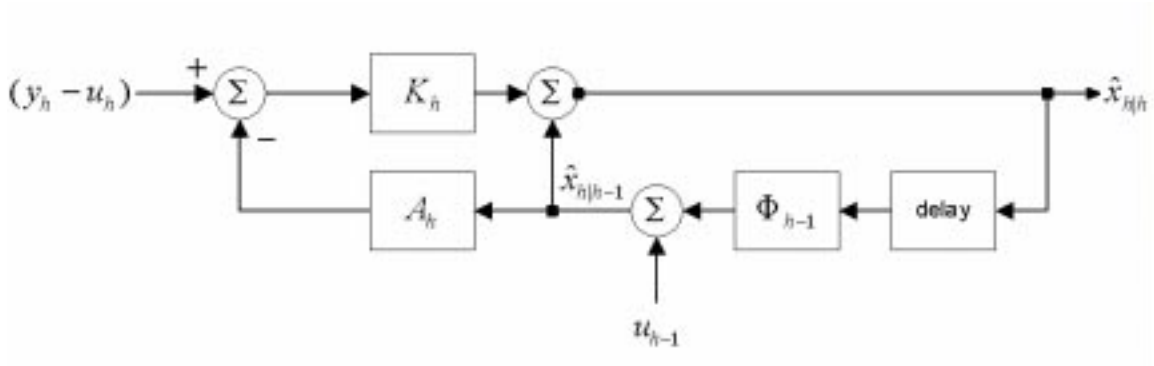 +
(y_h − u_h)
Σ
K_h
Σ
x̂_{h|h}
−
x̂_{h|h−1}
A_h
Σ
Φ_{h−1}
delay
u_{h−1}